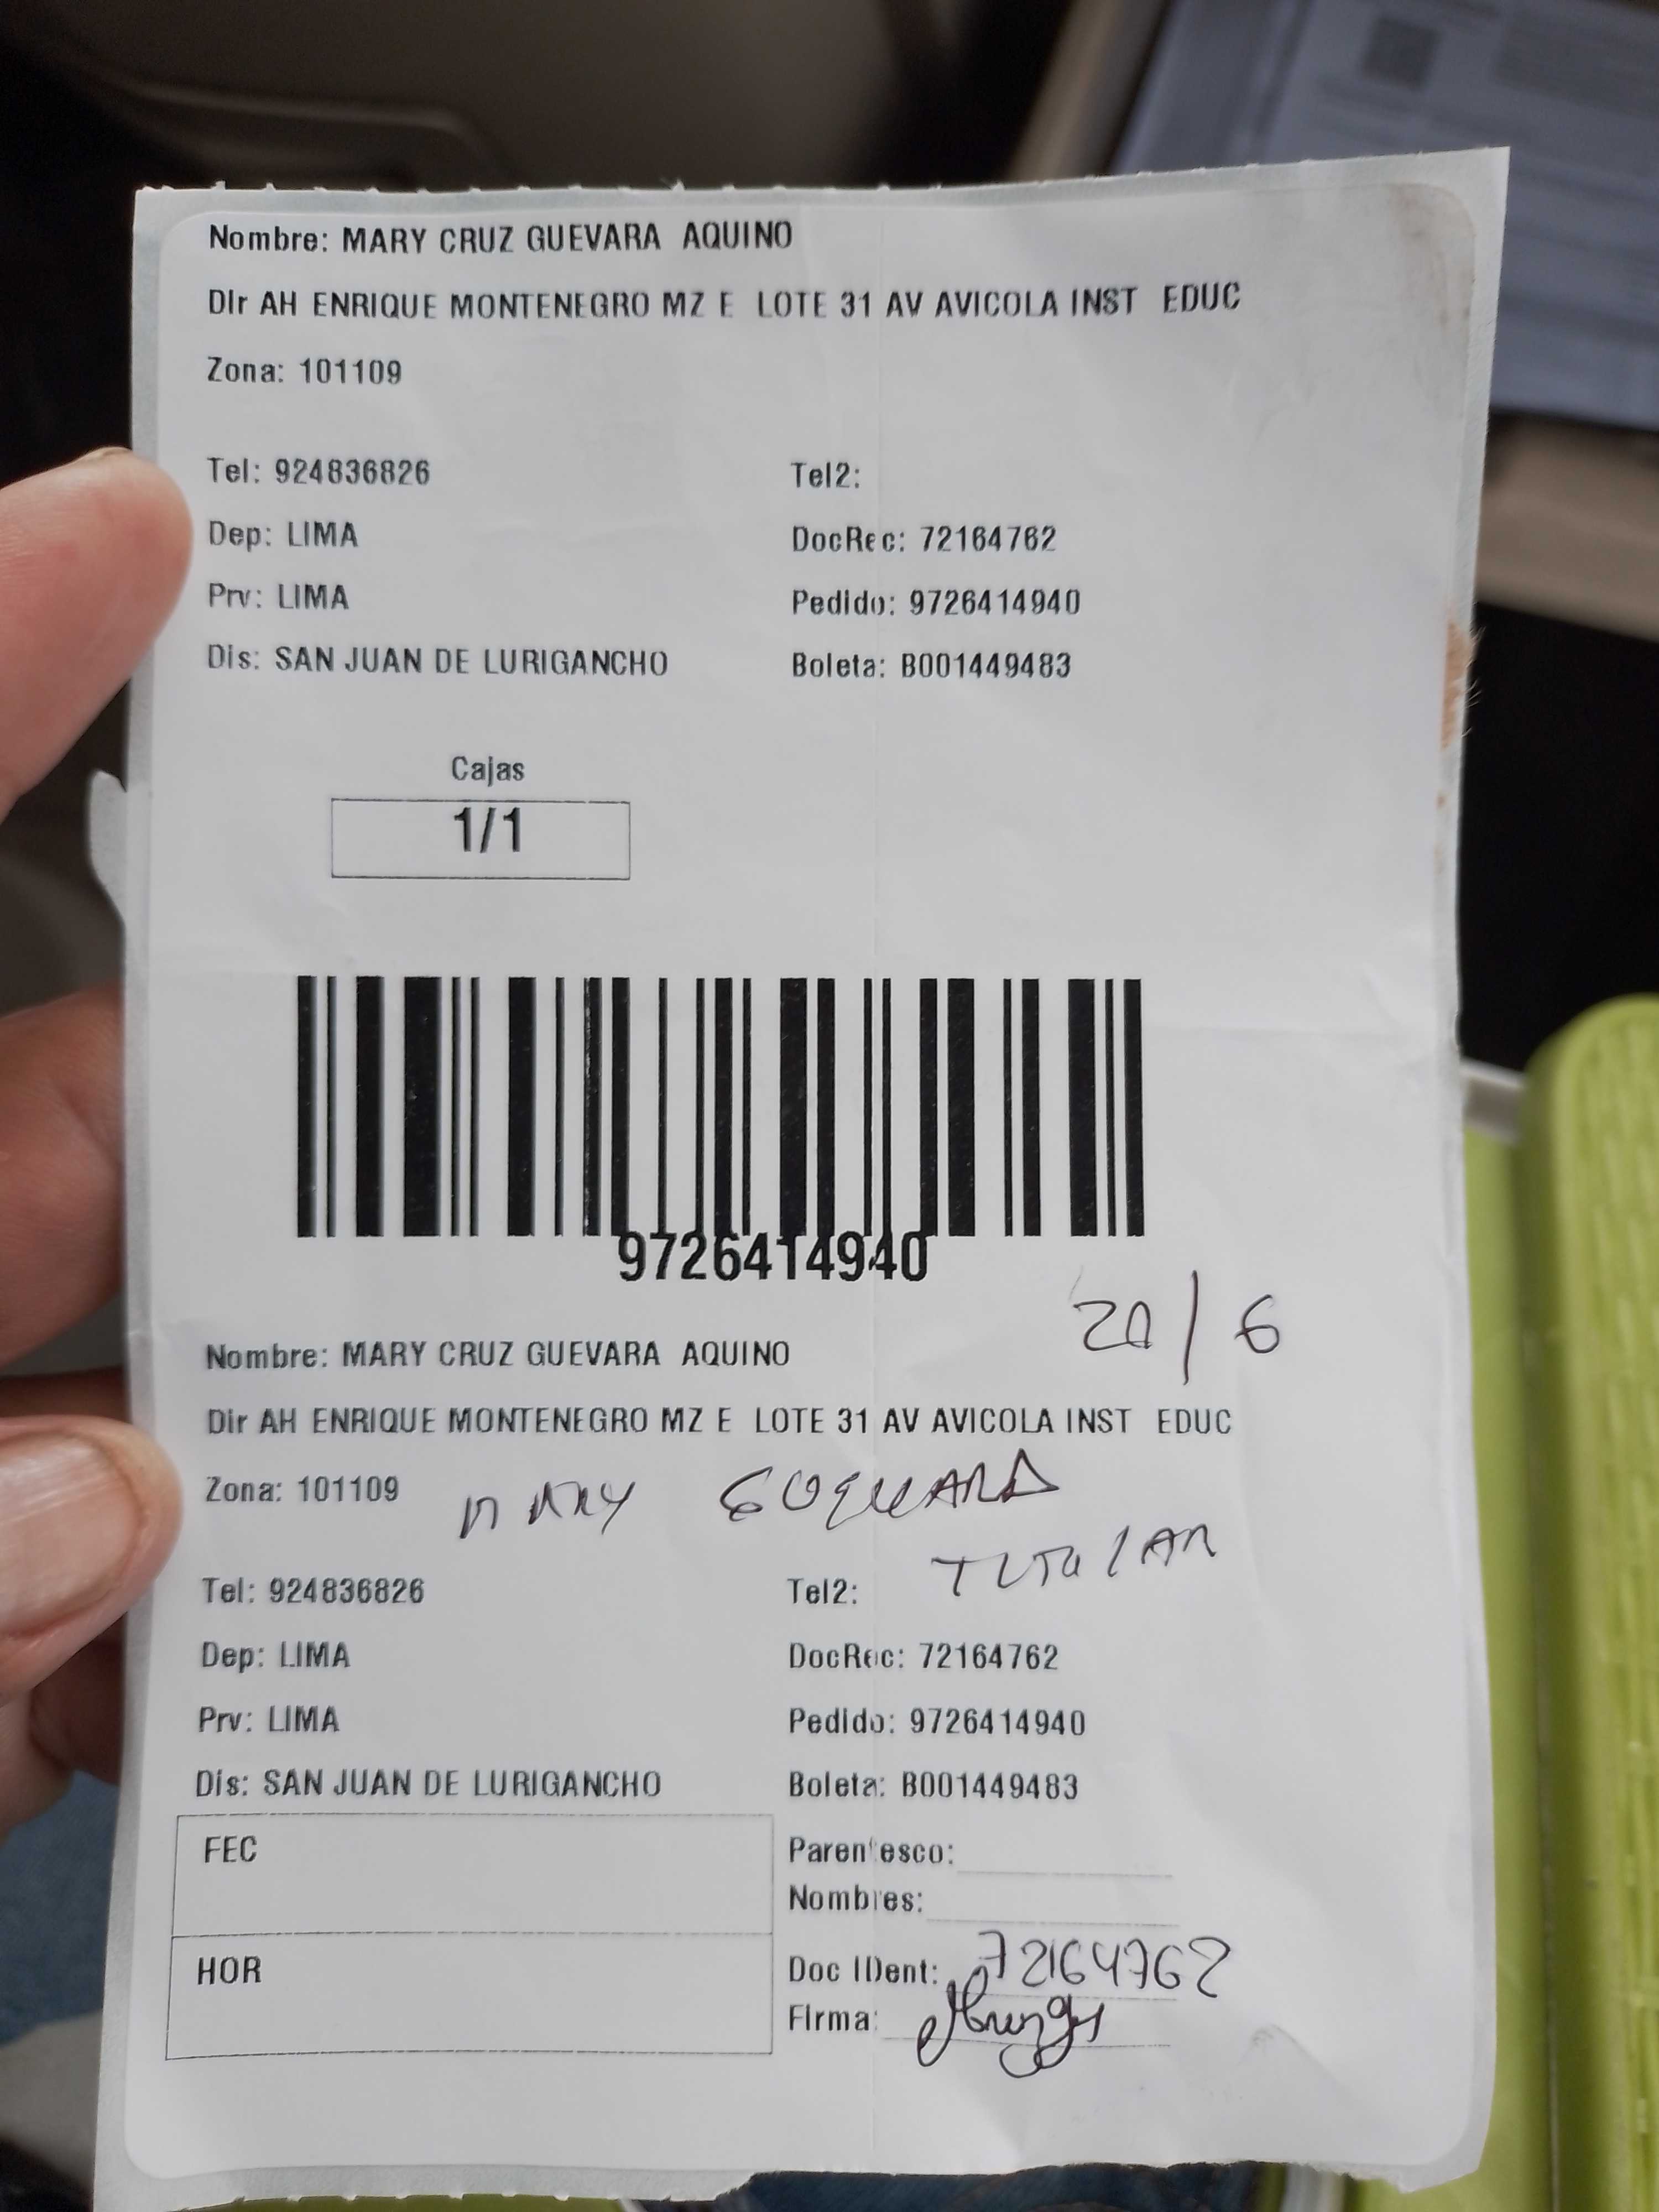 Nombre: MARY CRUZ GUEVARA AQUINO
Dir AH ENRIQUE MONTENEGRO MZ E LOTE 31 AV AVICOLA INST EDUC
Zona: 101109
Tel: 924836826 Tel2:
Dep: LIMA DocRec: 72164762
Prv: LIMA Pedido: 9726414940
Dis: SAN JUAN DE LURIGANCHO Boleta: B001449483
Cajas
1/1
9726414940
20/6
Nombre: MARY CRUZ GUEVARA AQUINO
Dir AH ENRIQUE MONTENEGRO MZ E LOTE 31 AV AVICOLA INST EDUC
Zona: 101109 MARY
TITULAR
Tel: 924836826 Tel2:
Dep: LIMA DocRec: 72164762
Prv: LIMA Pedido: 9726414940
Dis: SAN JUAN DE LURIGANCHO Boleta: B001449483
FEC Parentesco:
Nombres:
HOR Doc IDent: 72164762
Firma: